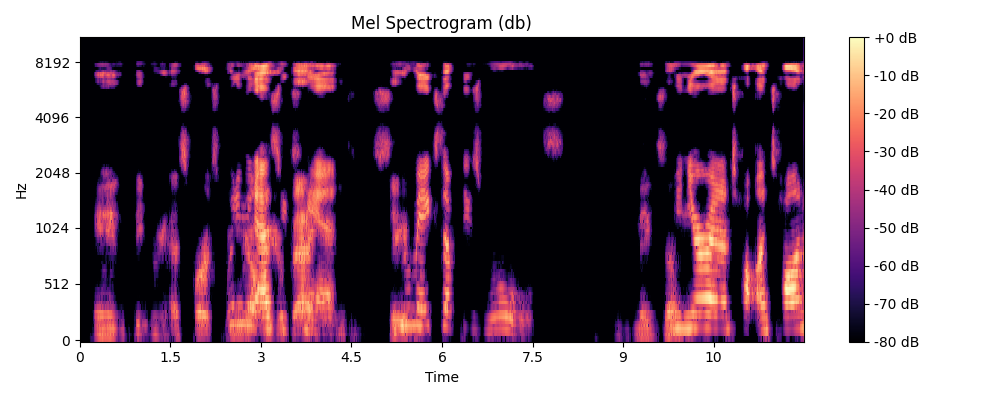 Mel Spectrogram (db)
8192
4096
2048
1024
512
0
Hz
0 1.5 3 4.5 6 7.5 9 10
Time
+0 dB
-10 dB
-20 dB
-30 dB
-40 dB
-50 dB
-60 dB
-70 dB
-80 dB